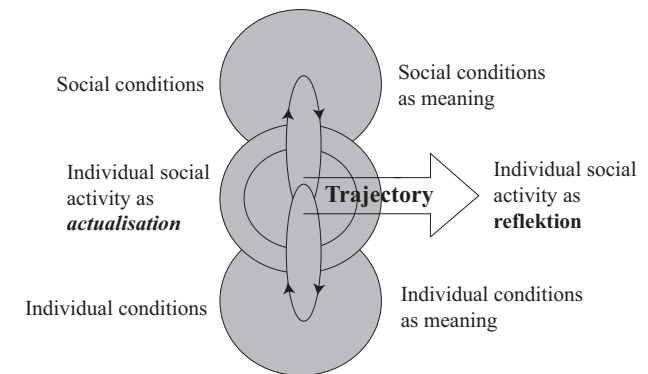 Social conditions
Social conditions
as meaning
Individual social
activity as
actualisation
Trajectory
Individual social
activity as
reflektion
Individual conditions
Individual conditions
as meaning